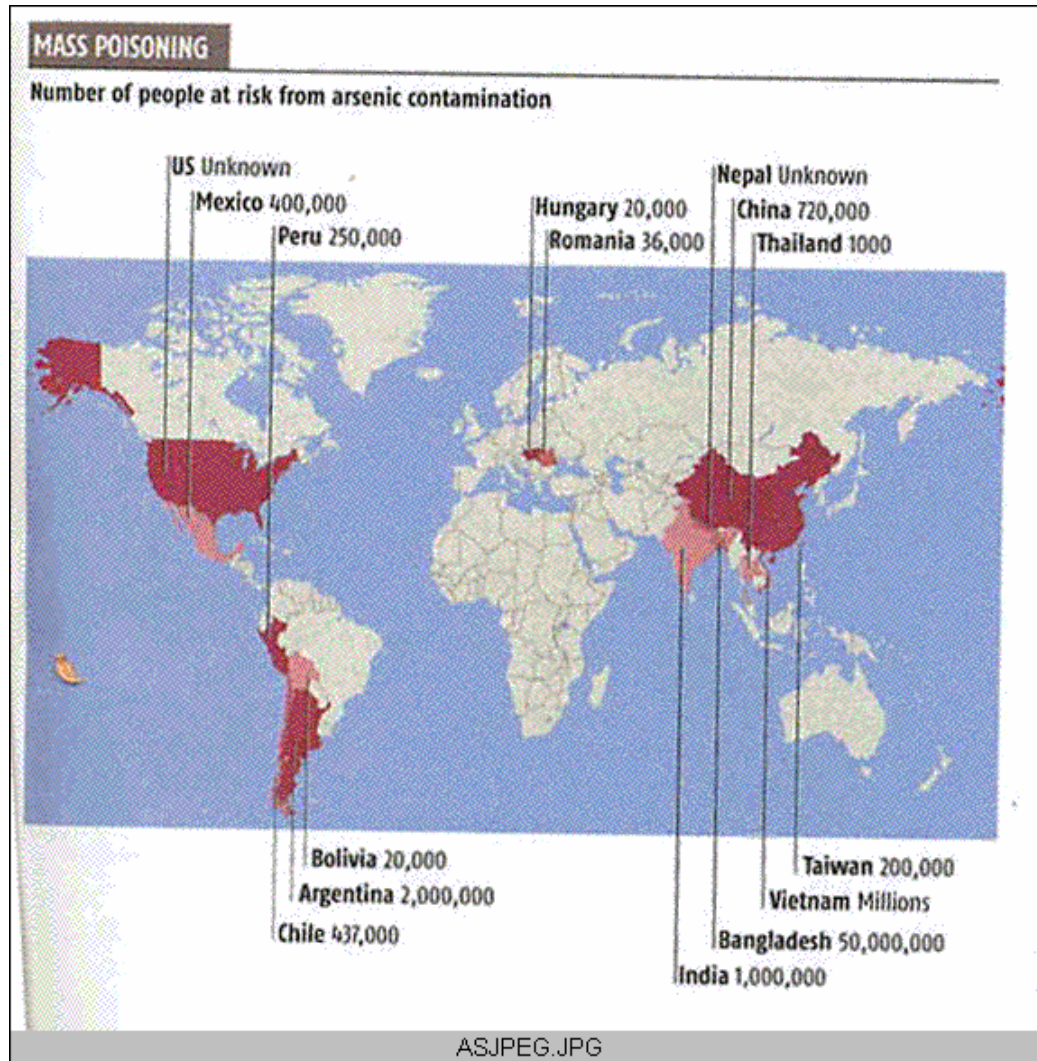 MASS POISONING
Number of people at risk from arsenic contamination
US Unknown
Mexico 400,000
Peru 250,000
Hungary 20,000
Romania 36,000
Nepal Unknown
China 720,000
Thailand 1000
Bolivia 20,000
Argentina 2,000,000
Chile 437,000
Taiwan 200,000
Vietnam Millions
Bangladesh 50,000,000
India 1,000,000
ASJPEG.JPG